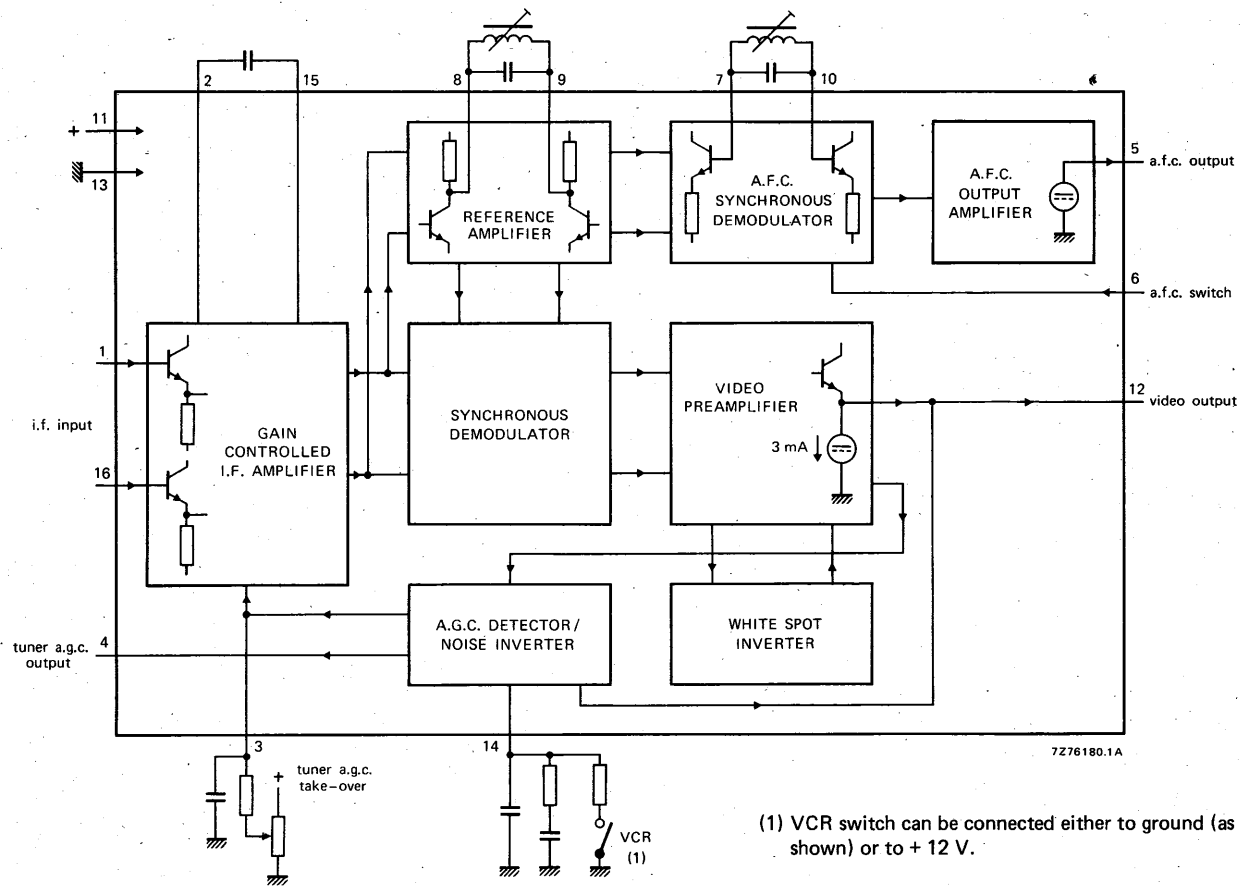 2
15
8
9
7
10
+
11
13
REFERENCE
AMPLIFIER
A.F.C.
SYNCHRONOUS
DEMODULATOR
A.F.C.
OUTPUT
AMPLIFIER
5
a.f.c. output
6
a.f.c. switch
1
i.f. input
16
GAIN
CONTROLLED
I.F. AMPLIFIER
SYNCHRONOUS
DEMODULATOR
VIDEO
PREAMPLIFIER
3 mA
12
video output
tuner a.g.c.
output
4
A.G.C. DETECTOR/
NOISE INVERTER
WHITE SPOT
INVERTER
3
14
7Z76180.1A
+
tuner a.g.c.
take-over
VCR
(1)
(1) VCR switch can be connected either to ground (as
shown) or to + 12 V.